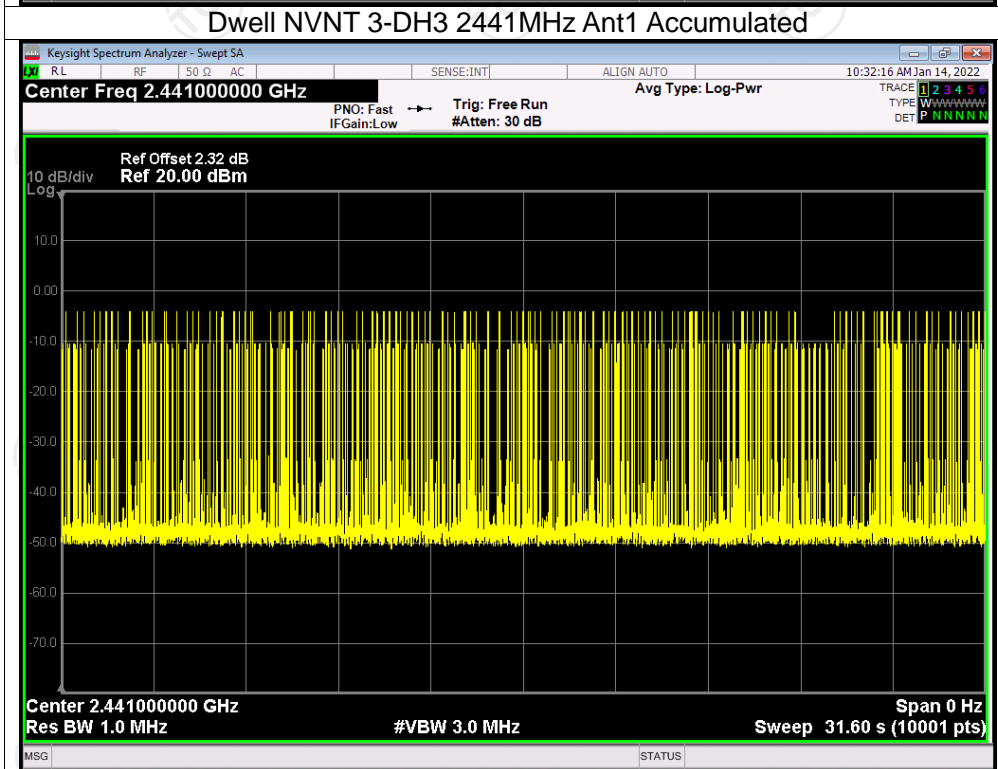 Dwell NVNT 3-DH3 2441MHz Ant1 Accumulated
Keysight Spectrum Analyzer - Swept SA
LXI RL RF 50 Ω AC SENSE:INT ALIGN AUTO 10:32:16 AM Jan 14, 2022
Center Freq 2.441000000 GHz Avg Type: Log-Pwr TRACE 1 2 3 4 5 6
PNO: Fast Trig: Free Run TYPE WWWWWW
IFGain:Low #Atten: 30 dB DET P N N N N N
Ref Offset 2.32 dB
10 dB/div Ref 20.00 dBm
Log
10.0
0.00
-10.0
-20.0
-30.0
-40.0
-50.0
-60.0
-70.0
Center 2.441000000 GHz Span 0 Hz
Res BW 1.0 MHz #VBW 3.0 MHz Sweep 31.60 s (10001 pts)
MSG STATUS